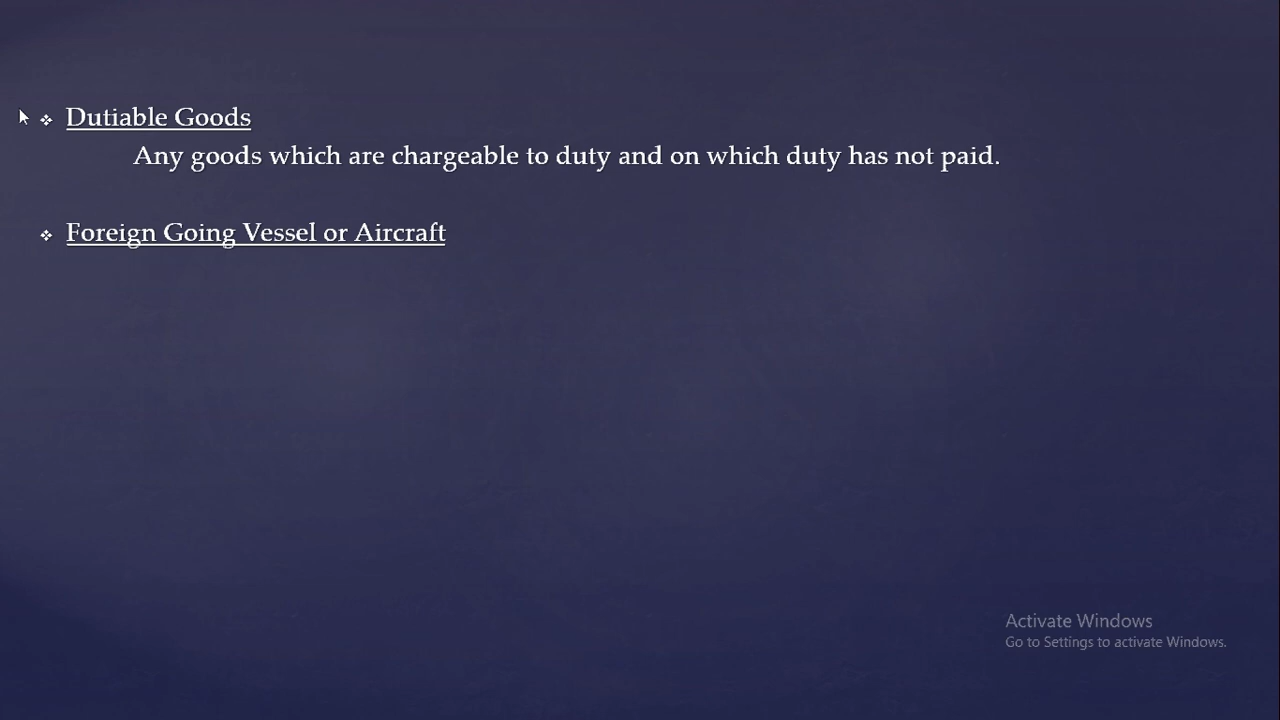 ❖ Dutiable Goods
Any goods which are chargeable to duty and on which duty has not paid.
❖ Foreign Going Vessel or Aircraft
Activate Windows
Go to Settings to activate Windows.